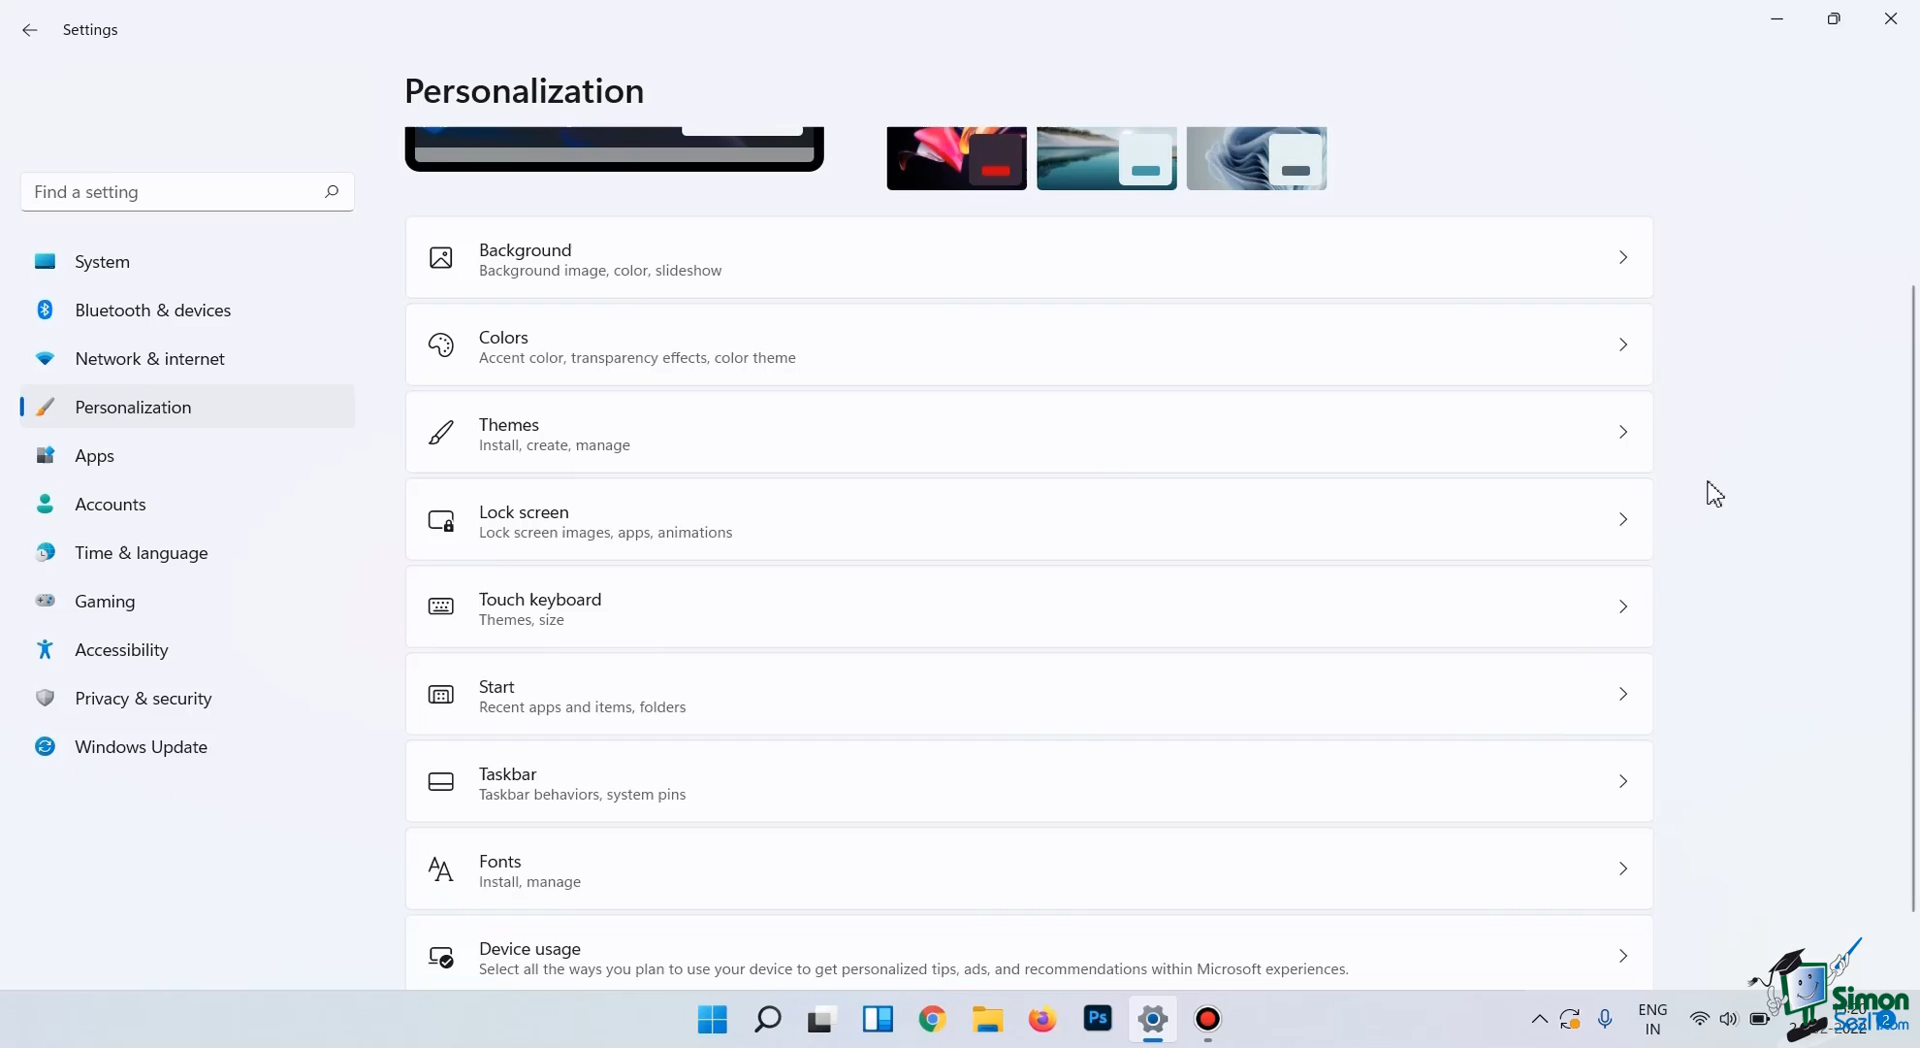 Settings
Personalization
Find a setting
System
Bluetooth & devices
Network & internet
Personalization
Apps
Accounts
Time & language
Gaming
Accessibility
Privacy & security
Windows Update
Background
Background image, color, slideshow
Colors
Accent color, transparency effects, color theme
Themes
Install, create, manage
Lock screen
Lock screen images, apps, animations
Touch keyboard
Themes, size
Start
Recent apps and items, folders
Taskbar
Taskbar behaviors, system pins
Fonts
Install, manage
Device usage
Select all the ways you plan to use your device to get personalized tips, ads, and recommendations within Microsoft experiences.
Ps
ENG
IN
Simon
SezIT.com
2